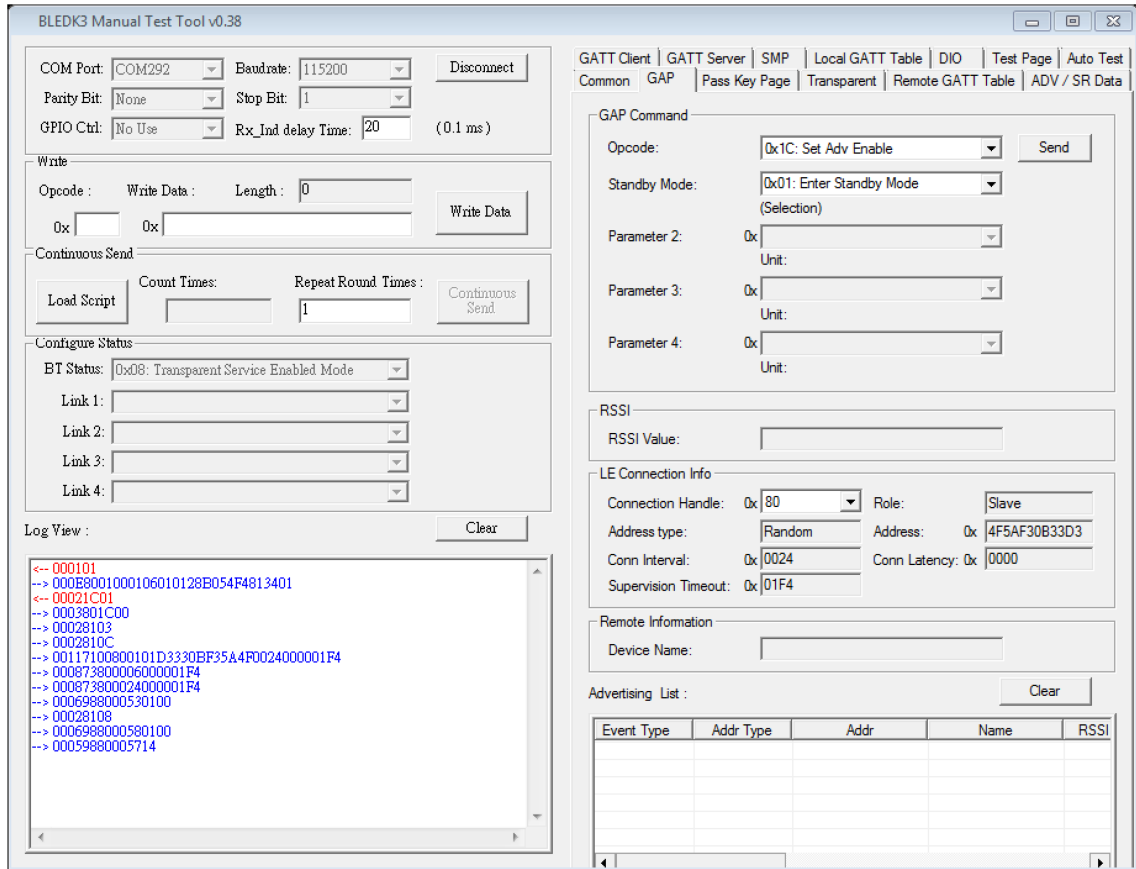 BLEDK3 Manual Test Tool v0.38
COM Port: COM292 Baudrate: 115200 Disconnect
Parity Bit: None Stop Bit: 1
GPIO Ctrl: No Use Rx_Ind delay Time: 20 (0.1 ms)
Write
Opcode : Write Data : Length : 0
0x 0x Write Data
Continuous Send
Load Script Count Times: Repeat Round Times : 1 Continuous Send
Configure Status
BT Status: 0x08: Transparent Service Enabled Mode
Link 1:
Link 2:
Link 3:
Link 4:
Log View : Clear
<-- 000101
--> 000E8001000106010128B054F4813401
<-- 00021C01
--> 0003801C00
--> 00028103
--> 0002810C
--> 00117100800101D3330BF35A4F0024000001F4
--> 000873800006000001F4
--> 000873800024000001F4
--> 0006988000530100
--> 00028108
--> 0006988000580100
--> 00059880005714
GATT Client GATT Server SMP Local GATT Table DIO Test Page Auto Test
Common GAP Pass Key Page Transparent Remote GATT Table ADV / SR Data
GAP Command
Opcode: 0x1C: Set Adv Enable Send
Standby Mode: 0x01: Enter Standby Mode
(Selection)
Parameter 2: 0x
Unit:
Parameter 3: 0x
Unit:
Parameter 4: 0x
Unit:
RSSI
RSSI Value:
LE Connection Info
Connection Handle: 0x 80 Role: Slave
Address type: Random Address: 0x 4F5AF30B33D3
Conn Interval: 0x 0024 Conn Latency: 0x 0000
Supervision Timeout: 0x 01F4
Remote Information
Device Name:
Advertising List : Clear
Event Type Addr Type Addr Name RSSI